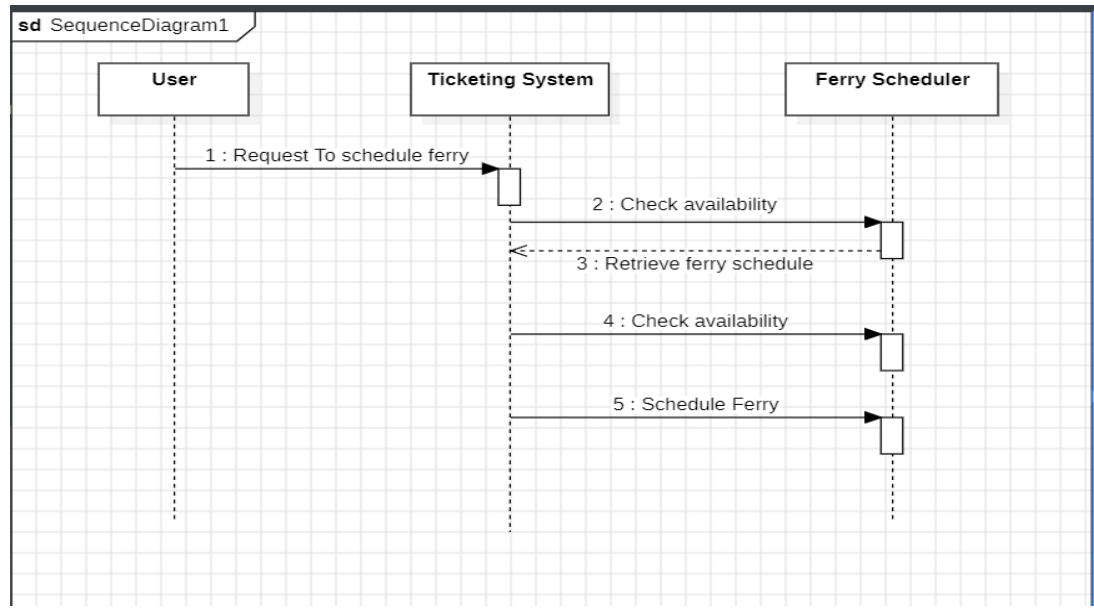 sd SequenceDiagram1
User
Ticketing System
Ferry Scheduler
1 : Request To schedule ferry
2 : Check availability
3 : Retrieve ferry schedule
4 : Check availability
5 : Schedule Ferry